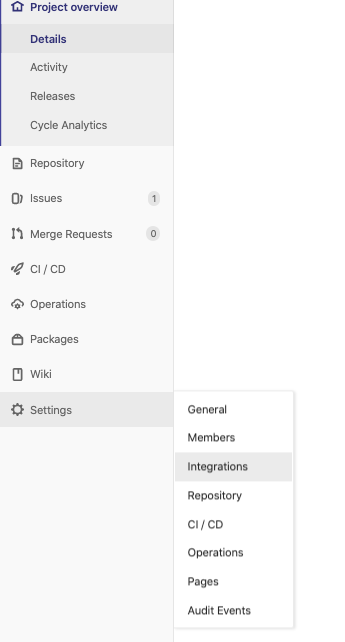 Project overview
Details
Activity
Releases
Cycle Analytics
Repository
Issues 1
Merge Requests 0
CI / CD
Operations
Packages
Wiki
Settings
General
Members
Integrations
Repository
CI / CD
Operations
Pages
Audit Events